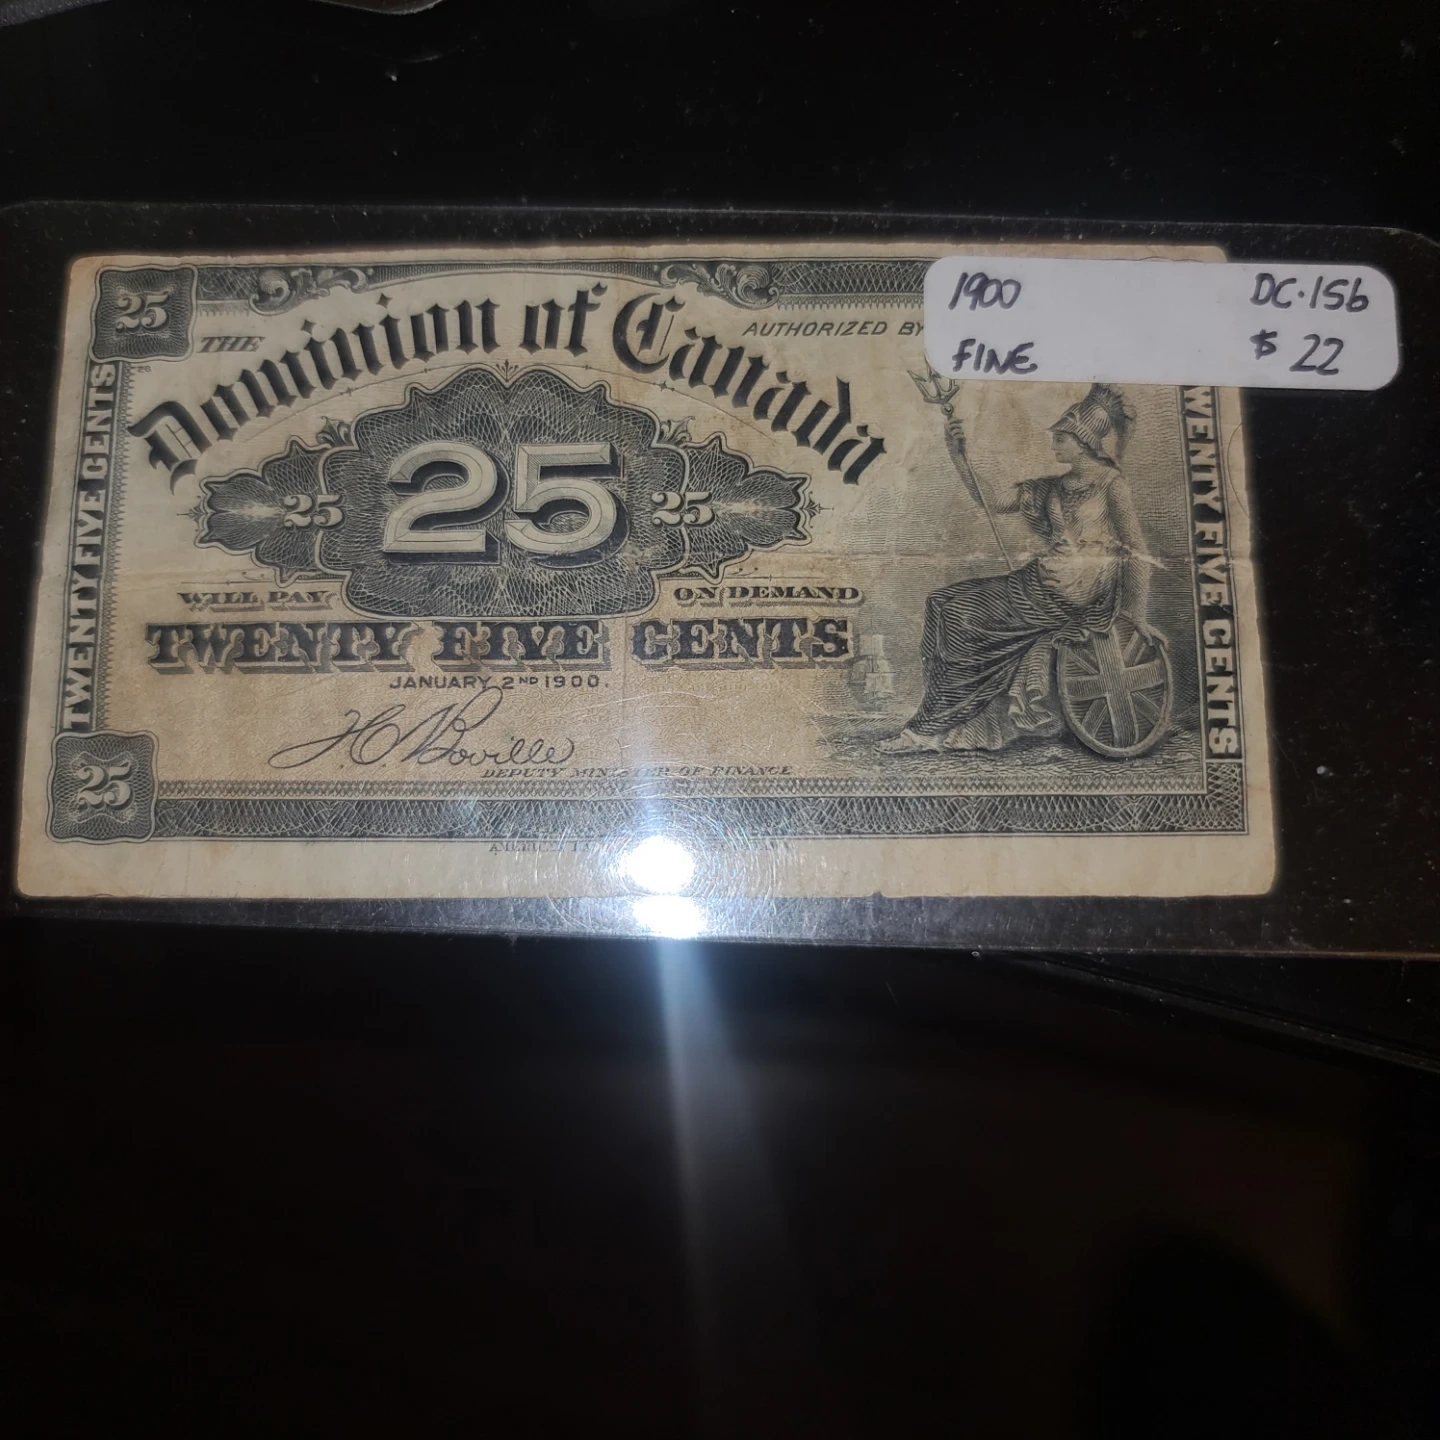 1900 DC-15b
FINE $ 22
25
THE Dominion of Canada
AUTHORIZED BY
25 25 25
WILL PAY ON DEMAND
TWENTY FIVE CENTS
JANUARY 2ND 1900.
H.C. Boville
DEPUTY MINISTER OF FINANCE
25
TWENTY FIVE CENTS
TWENTY FIVE CENTS